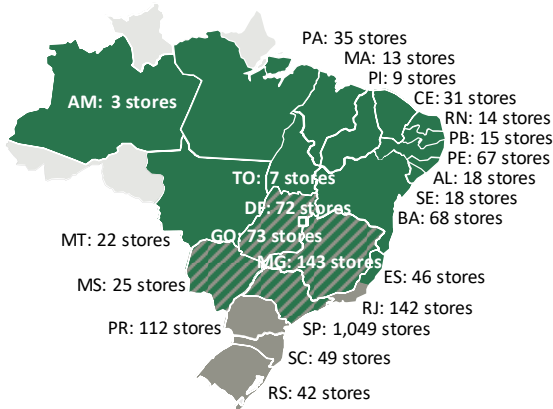 PA: 35 stores
MA: 13 stores
PI: 9 stores
CE: 31 stores
AM: 3 stores
RN: 14 stores
PB: 15 stores
PE: 67 stores
TO: 7 stores
AL: 18 stores
SE: 18 stores
DF: 72 stores
BA: 68 stores
GO: 73 stores
MT: 22 stores
MG: 143 stores
ES: 46 stores
MS: 25 stores
RJ: 142 stores
PR: 112 stores
SP: 1,049 stores
SC: 49 stores
RS: 42 stores